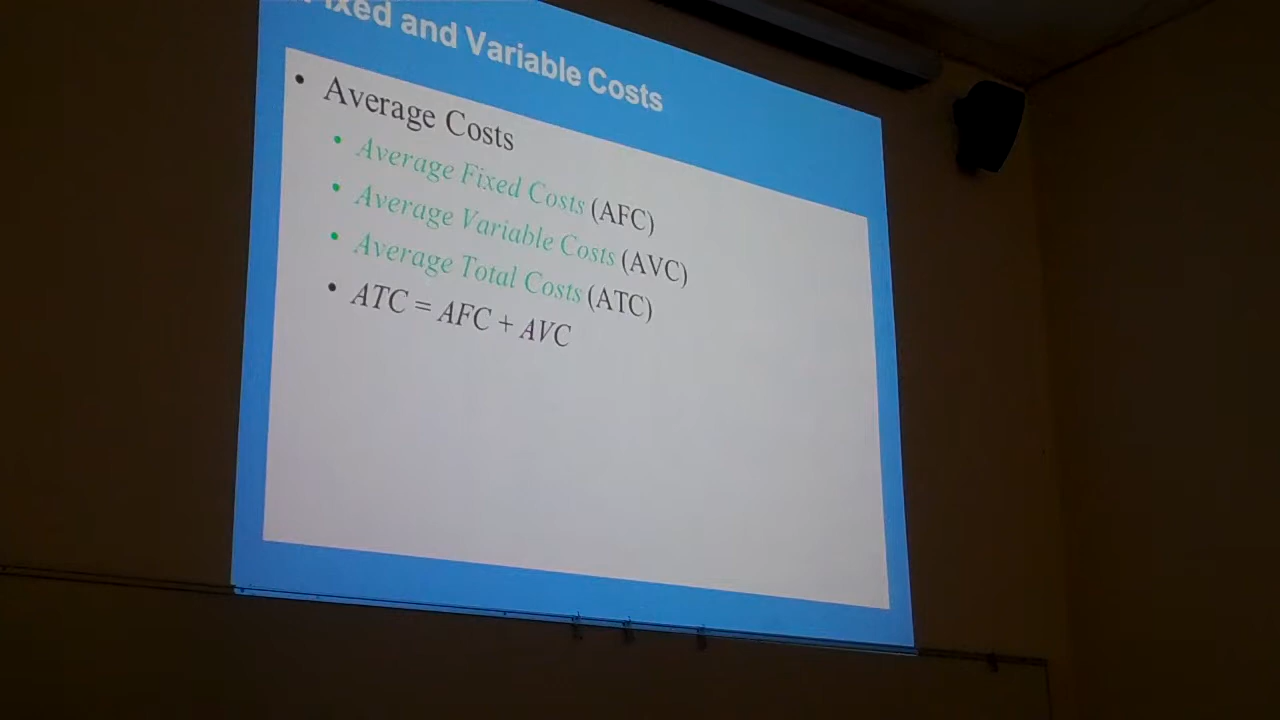 and Variable Costs
• Average Costs
• Average Fixed Costs (AFC)
• Average Variable Costs (AVC)
• Average Total Costs (ATC)
• ATC = AFC + AVC